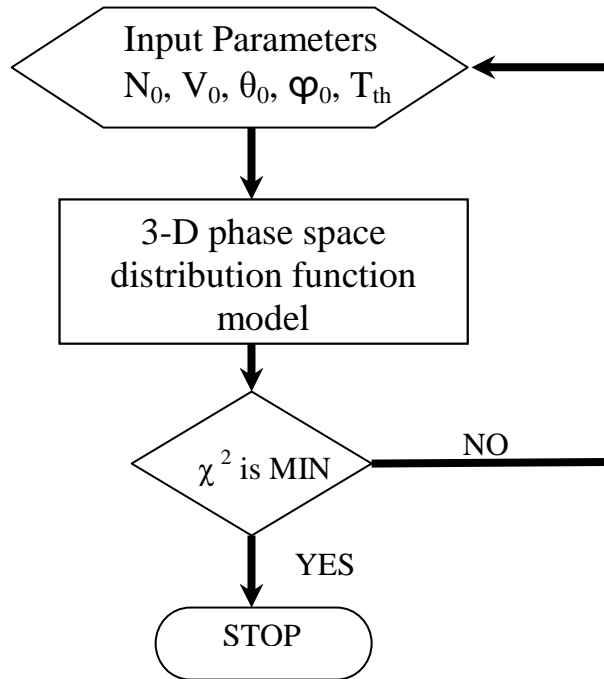 Input Parameters
N₀, V₀, θ₀, φ₀, Tₜₕ
3-D phase space
distribution function
model
χ² is MIN
NO
YES
STOP